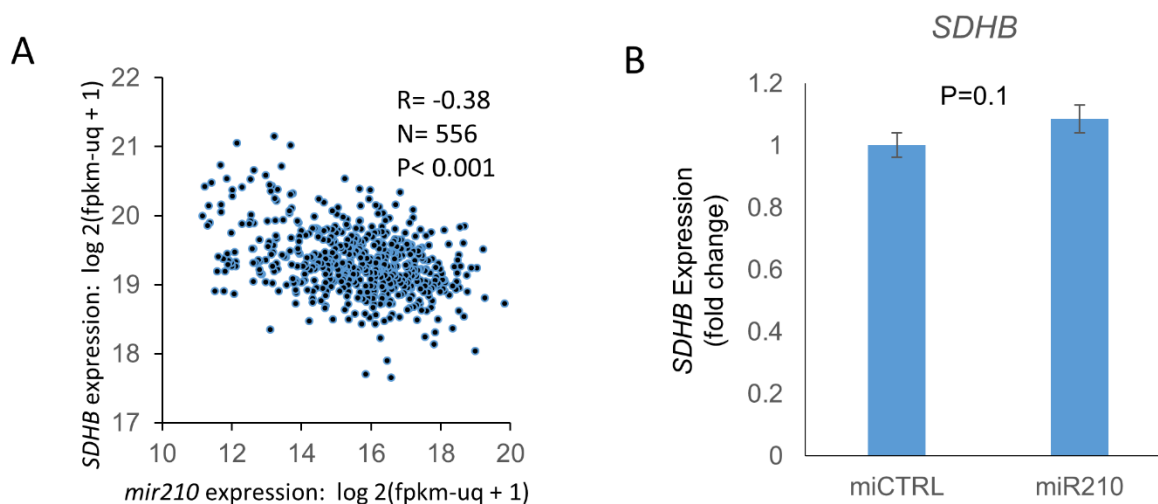 A
SDHB expression: log 2(fpkm-uq + 1)
22
21
20
19
18
17
R= -0.38
N= 556
P< 0.001
10
12
14
16
18
20
mir210 expression: log 2(fpkm-uq + 1)
B
SDHB
SDHB Expression
(fold change)
1.2
1
0.8
0.6
0.4
0.2
0
P=0.1
miCTRL
miR210